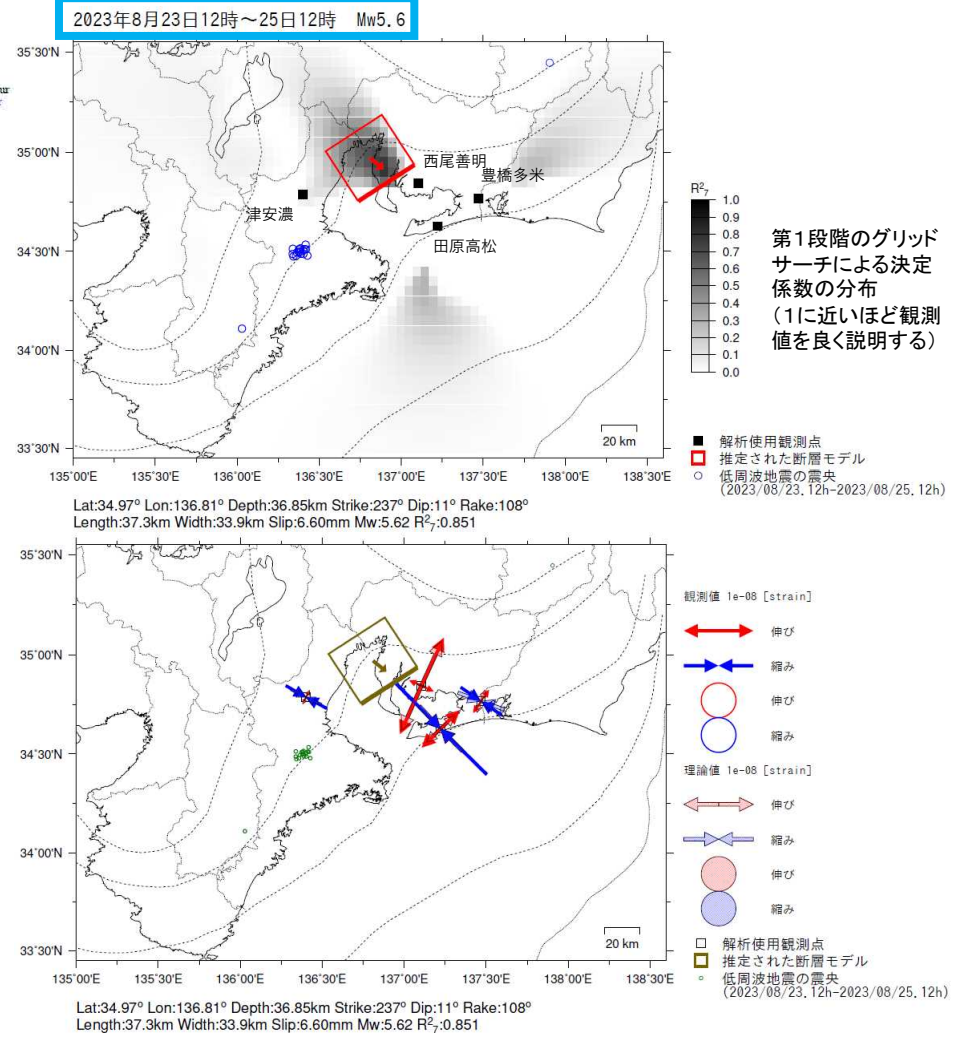 2023年8月23日12時～25日12時　Mw5.6
35°30'N
35°00'N
34°30'N
34°00'N
33°30'N
135°00'E
135°30'E
136°00'E
136°30'E
137°00'E
137°30'E
138°00'E
138°30'E
西尾善明
豊橋多米
津安濃
田原高松
20 km
R²₇
1.0
0.9
0.8
0.7
0.6
0.5
0.4
0.3
0.2
0.1
0.0
第１段階のグリッド
サーチによる決定
係数の分布
（１に近いほど観測
値を良く説明する）
解析使用観測点
推定された断層モデル
低周波地震の震央
(2023/08/23.12h-2023/08/25.12h)
Lat:34.97° Lon:136.81° Depth:36.85km Strike:237° Dip:11° Rake:108°
Length:37.3km Width:33.9km Slip:6.60mm Mw:5.62 R²₇:0.851
35°30'N
35°00'N
34°30'N
34°00'N
33°30'N
135°00'E
135°30'E
136°00'E
136°30'E
137°00'E
137°30'E
138°00'E
138°30'E
20 km
観測値 1e-08 [strain]
伸び
縮み
伸び
縮み
理論値 1e-08 [strain]
伸び
縮み
伸び
縮み
解析使用観測点
推定された断層モデル
低周波地震の震央
(2023/08/23.12h-2023/08/25.12h)
Lat:34.97° Lon:136.81° Depth:36.85km Strike:237° Dip:11° Rake:108°
Length:37.3km Width:33.9km Slip:6.60mm Mw:5.62 R²₇:0.851